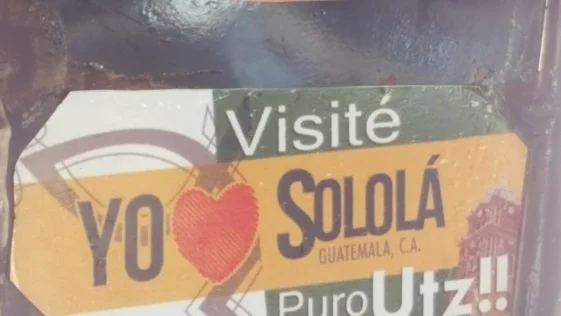 Visité
YO SOLOLÁ
GUATEMALA, C.A.
Puro Utz!!